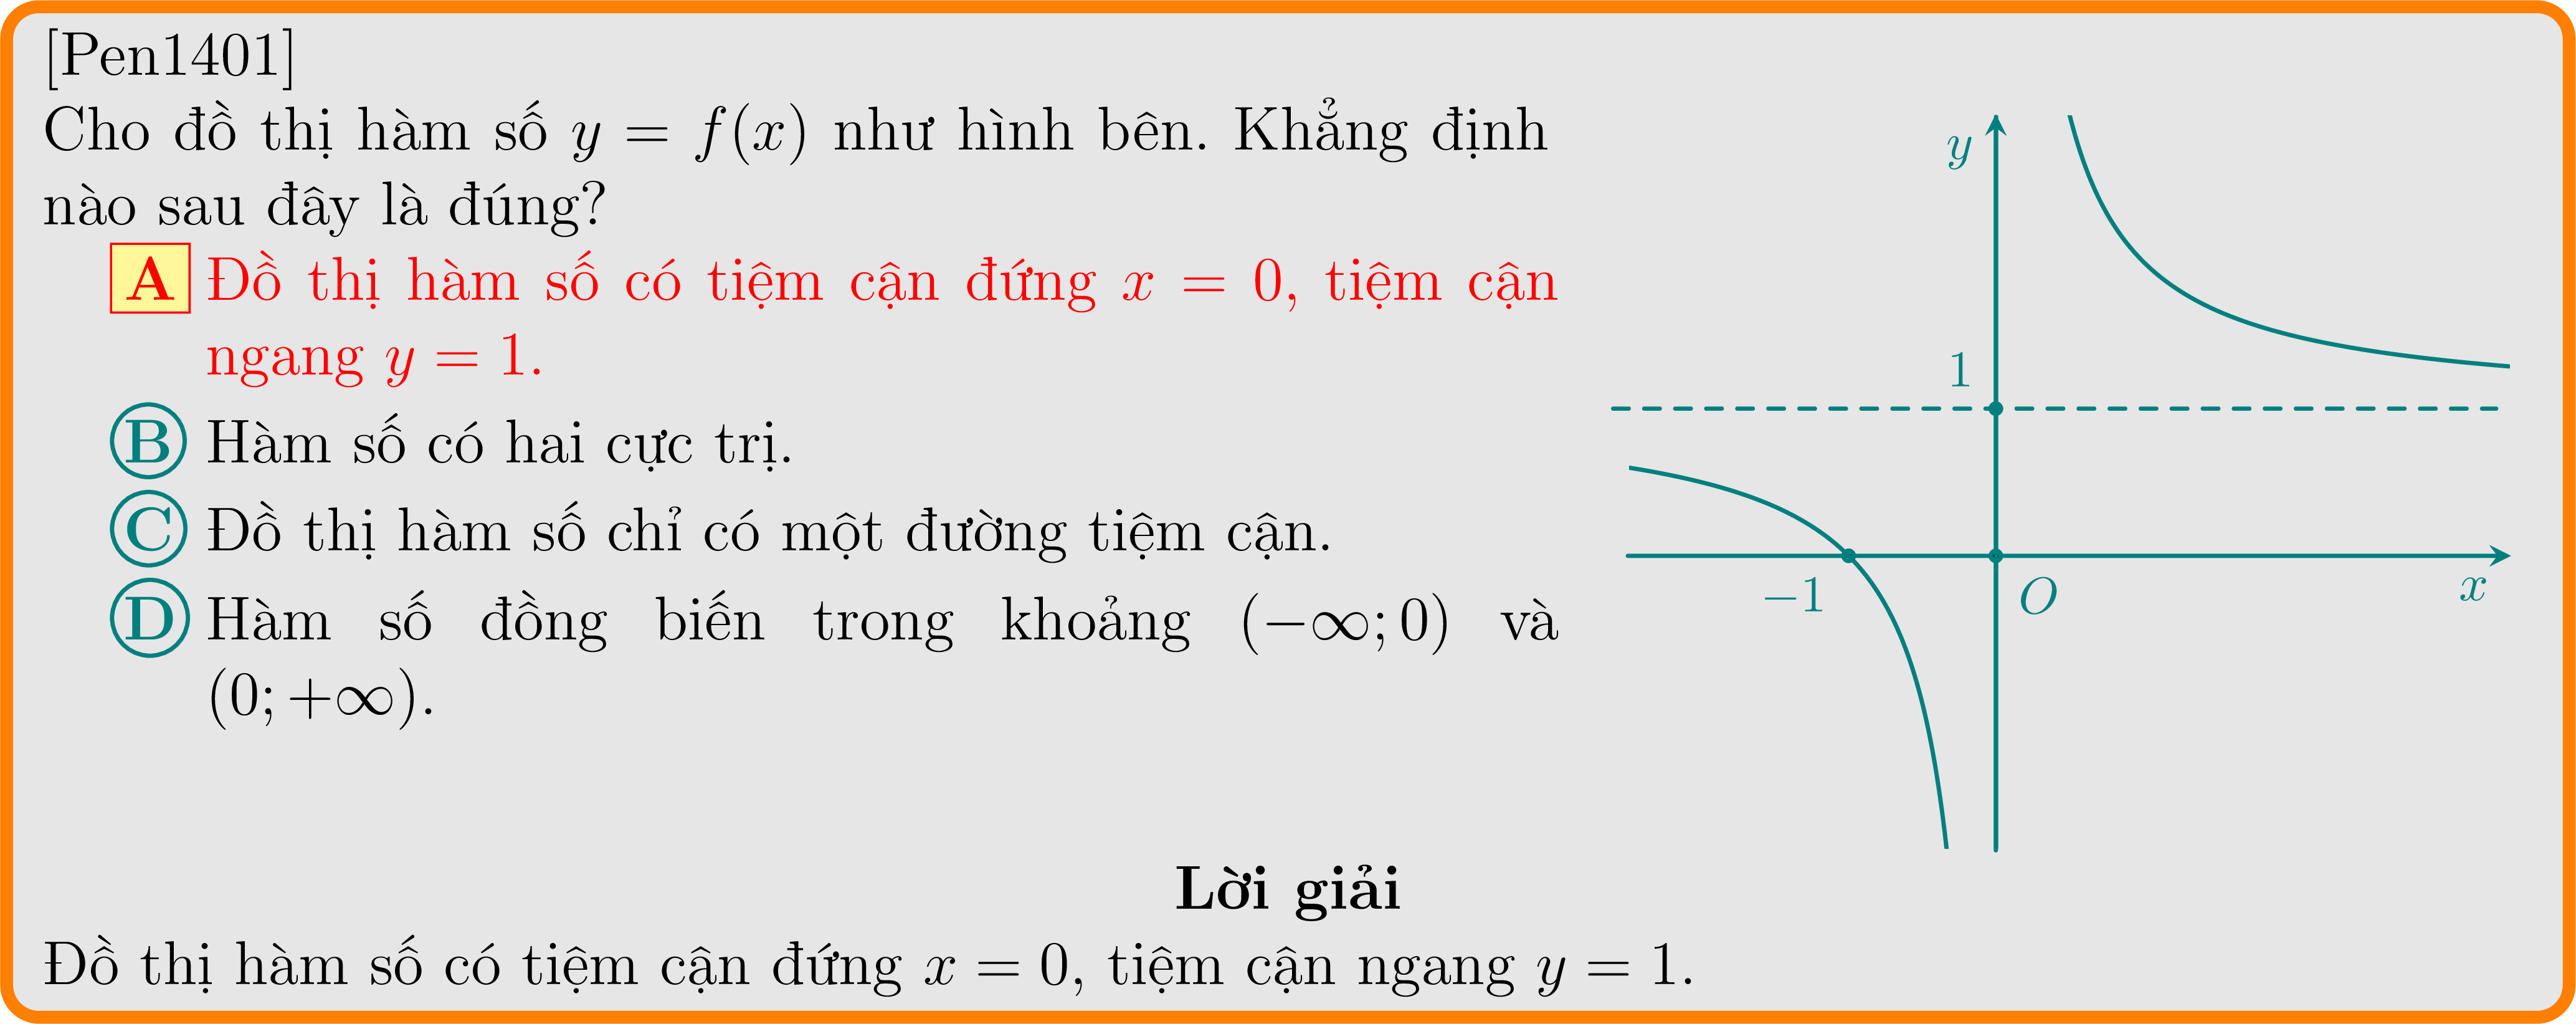 [Pen1401]
Cho đồ thị hàm số y = f(x) như hình bên. Khẳng định
nào sau đây là đúng?
A Đồ thị hàm số có tiệm cận đứng x = 0, tiệm cận
ngang y = 1.
B Hàm số có hai cực trị.
C Đồ thị hàm số chỉ có một đường tiệm cận.
D Hàm số đồng biến trong khoảng (−∞; 0) và
(0; +∞).
y
1
−1
O
x
Lời giải
Đồ thị hàm số có tiệm cận đứng x = 0, tiệm cận ngang y = 1.